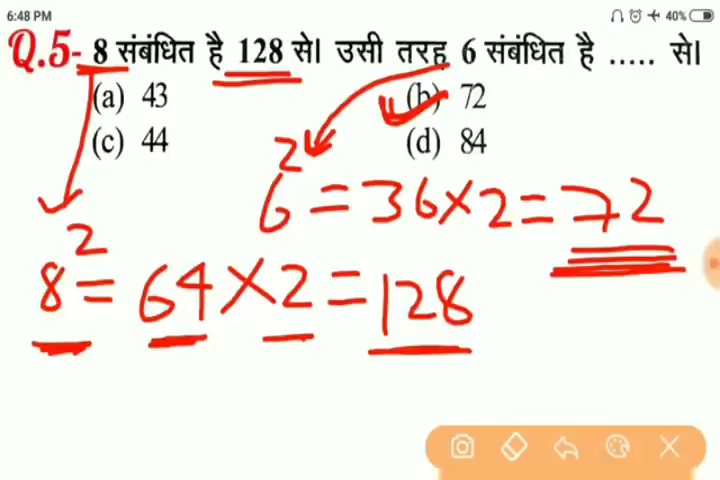 6:48 PM 40%
Q.5- 8 संबंधित है 128 से। उसी तरह 6 संबंधित है ..... से।
(a) 43 (b) 72
(c) 44 (d) 84
6² = 36 × 2 = 72
8² = 64 × 2 = 128